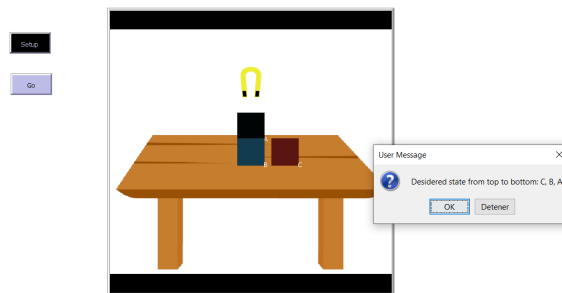 Setup
Go
A
B
C
User Message
Desidered state from top to bottom: C, B, A
OK
Detener